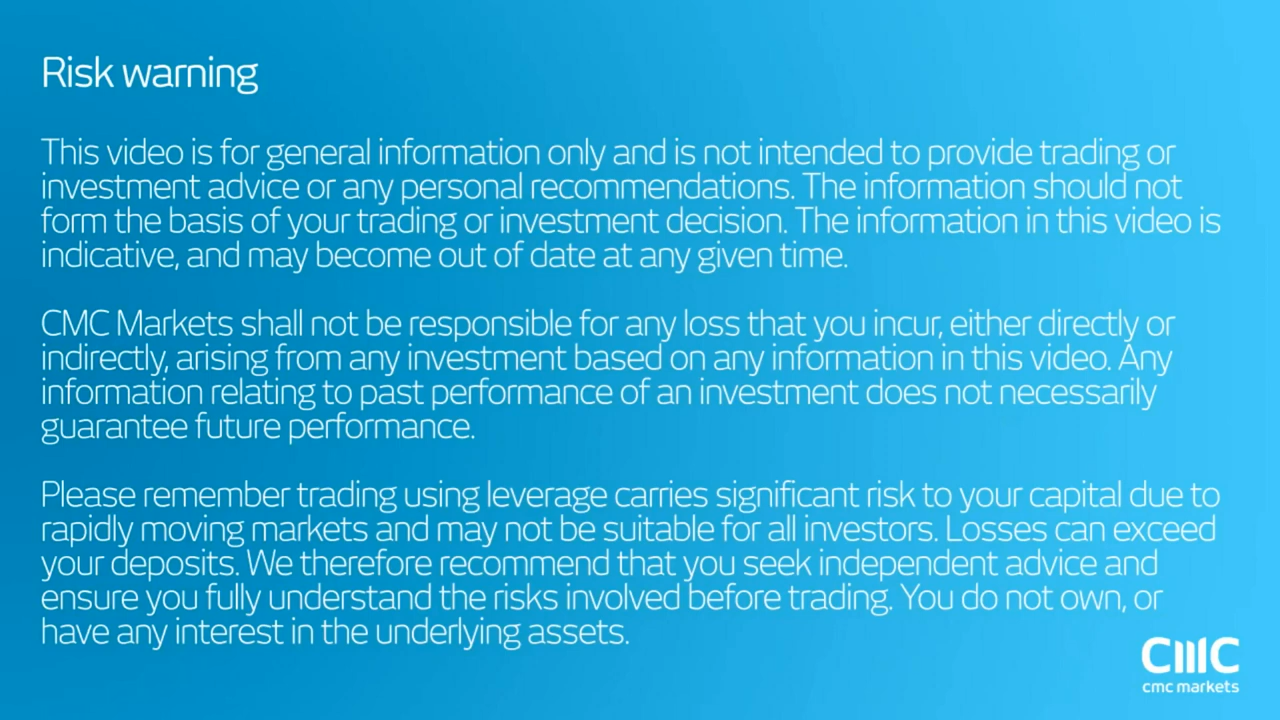 Risk warning
This video is for general information only and is not intended to provide trading or
investment advice or any personal recommendations. The information should not
form the basis of your trading or investment decision. The information in this video is
indicative, and may become out of date at any given time.
CMC Markets shall not be responsible for any loss that you incur, either directly or
indirectly, arising from any investment based on any information in this video. Any
information relating to past performance of an investment does not necessarily
guarantee future performance.
Please remember trading using leverage carries significant risk to your capital due to
rapidly moving markets and may not be suitable for all investors. Losses can exceed
your deposits. We therefore recommend that you seek independent advice and
ensure you fully understand the risks involved before trading. You do not own, or
have any interest in the underlying assets.
CMC
cmc markets